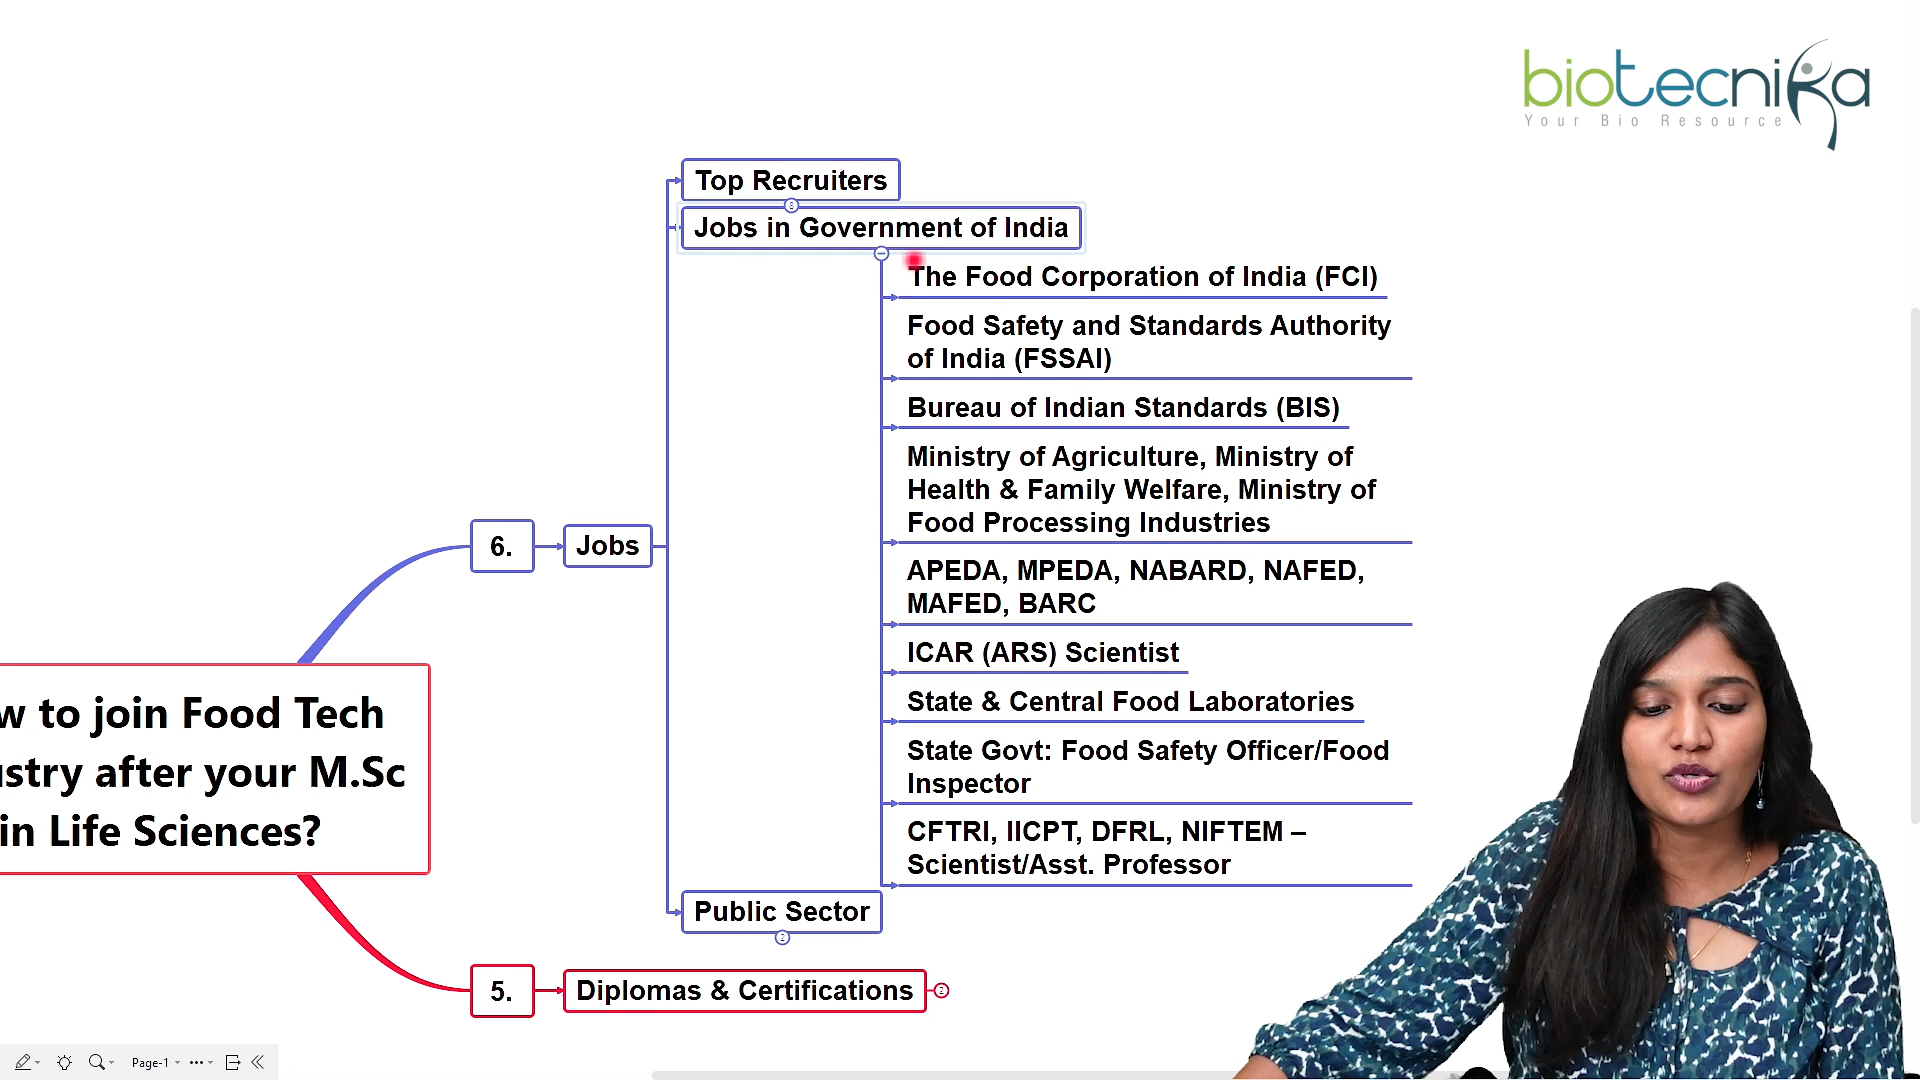 biotecnika
Your Bio Resource
Top Recruiters
8
Jobs in Government of India
The Food Corporation of India (FCI)
Food Safety and Standards Authority
of India (FSSAI)
Bureau of Indian Standards (BIS)
Ministry of Agriculture, Ministry of
Health & Family Welfare, Ministry of
Food Processing Industries
APEDA, MPEDA, NABARD, NAFED,
MAFED, BARC
ICAR (ARS) Scientist
State & Central Food Laboratories
State Govt: Food Safety Officer/Food
Inspector
CFTRI, IICPT, DFRL, NIFTEM –
Scientist/Asst. Professor
6.
Jobs
Public Sector
2
w to join Food Tech
ustry after your M.Sc
in Life Sciences?
5.
Diplomas & Certifications
2
Page-1